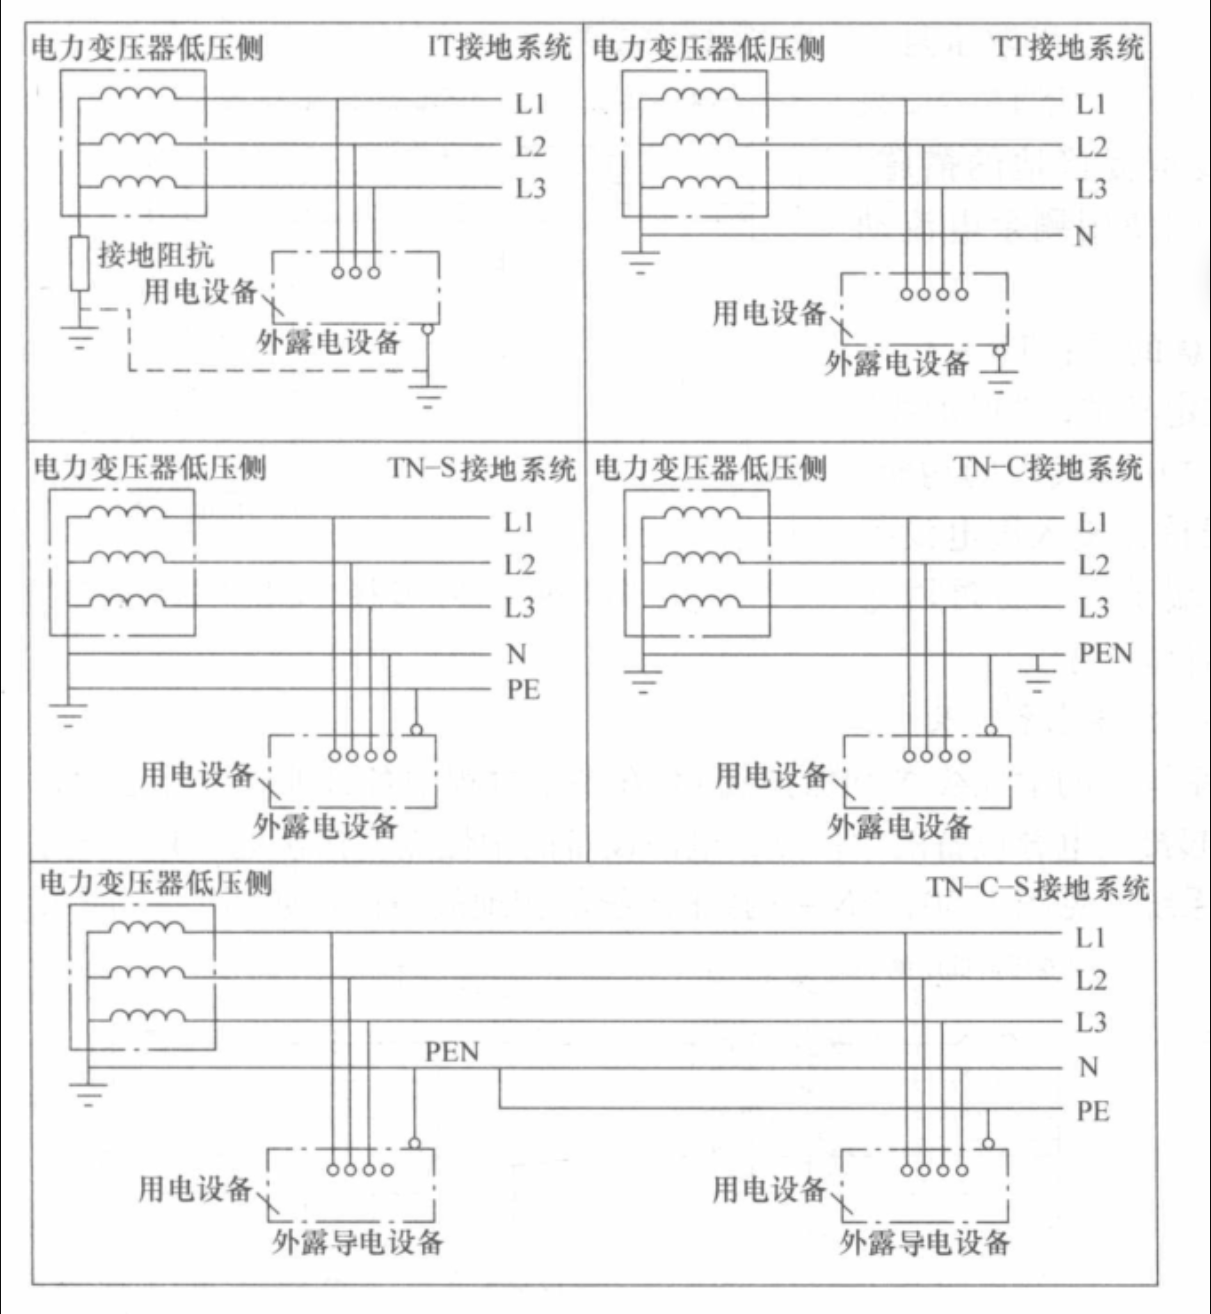 电力变压器低压侧 IT接地系统
L1
L2
L3
接地阻抗
用电设备
外露电设备
电力变压器低压侧 TT接地系统
L1
L2
L3
N
用电设备
外露电设备
电力变压器低压侧 TN-S接地系统
L1
L2
L3
N
PE
用电设备
外露电设备
电力变压器低压侧 TN-C接地系统
L1
L2
L3
PEN
用电设备
外露电设备
电力变压器低压侧 TN-C-S接地系统
L1
L2
L3
PEN
N
PE
用电设备
外露导电设备
用电设备
外露导电设备